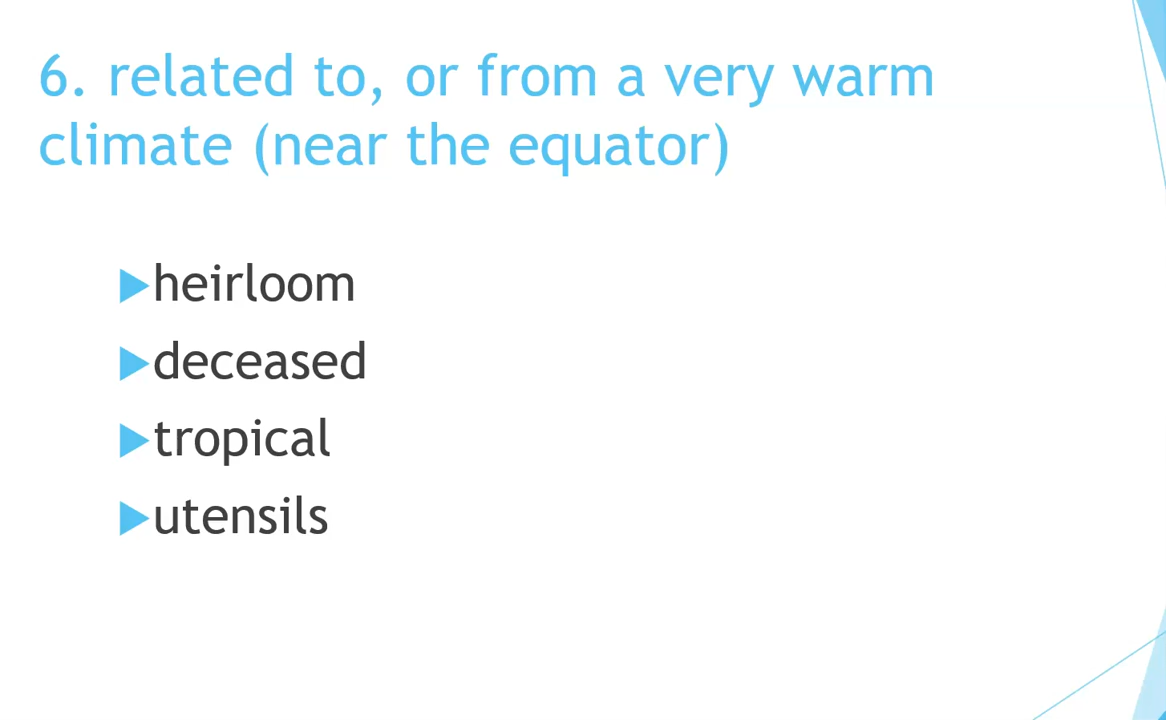 6. related to, or from a very warm
climate (near the equator)
heirloom
deceased
tropical
utensils